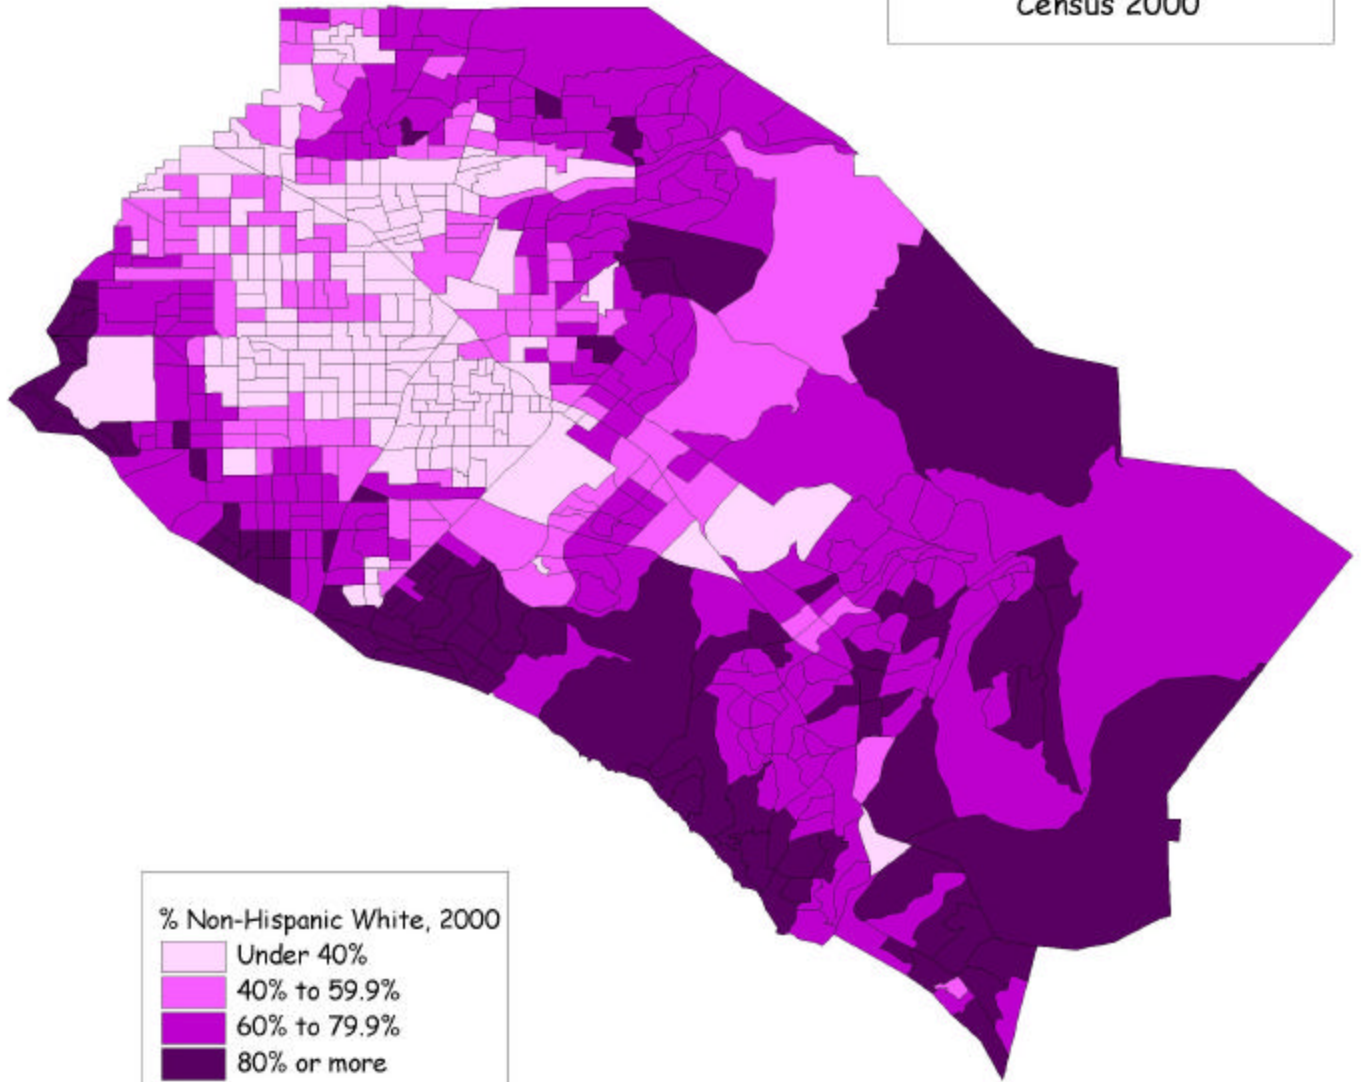 Census 2000
% Non-Hispanic White, 2000
Under 40%
40% to 59.9%
60% to 79.9%
80% or more